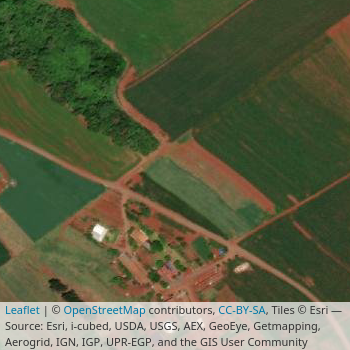 Leaflet | © OpenStreetMap contributors, CC-BY-SA, Tiles © Esri —
Source: Esri, i-cubed, USDA, USGS, AEX, GeoEye, Getmapping,
Aerogrid, IGN, IGP, UPR-EGP, and the GIS User Community